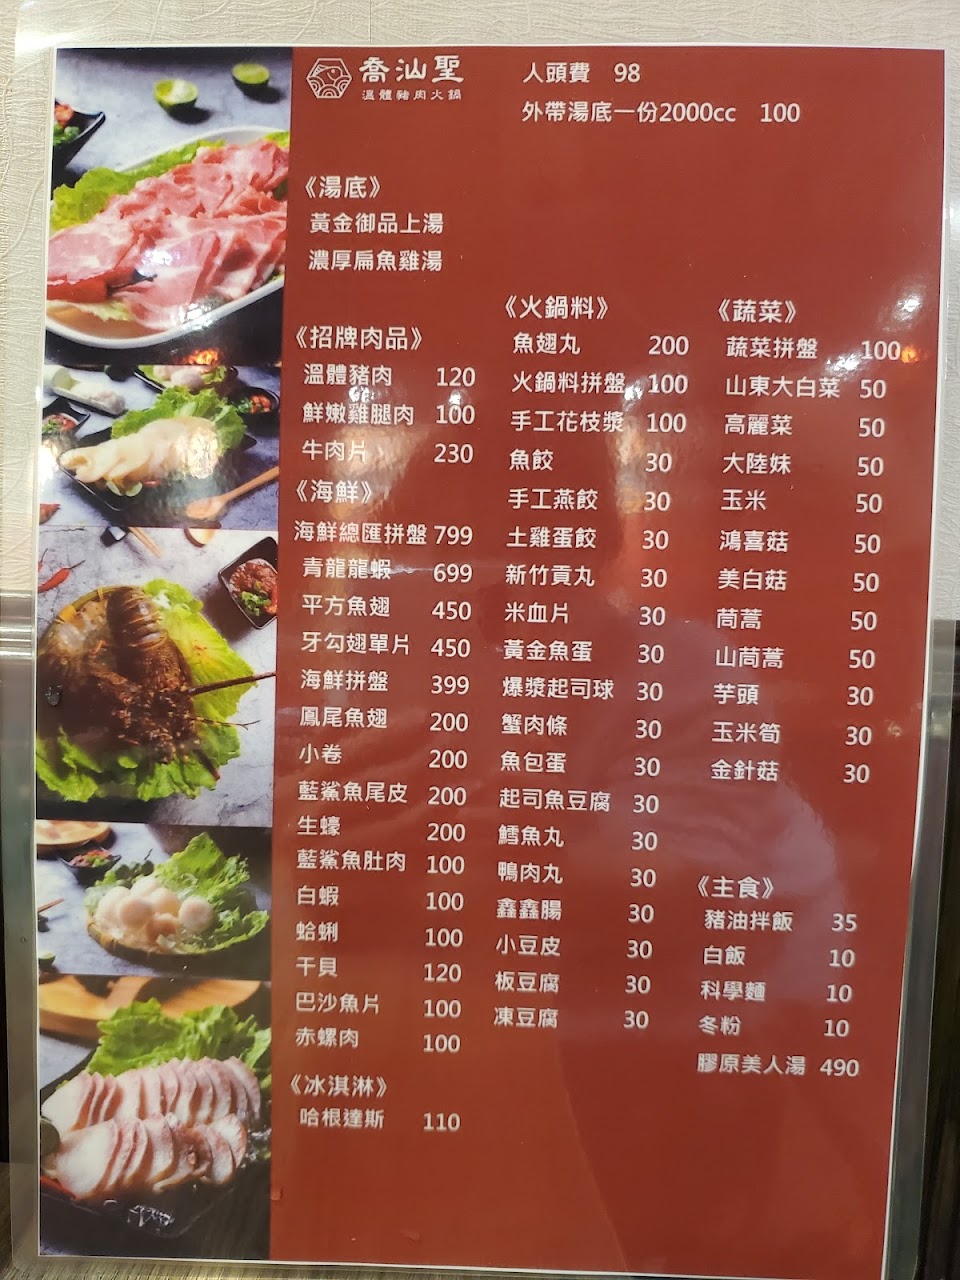 喬汕聖
溫體豬肉火鍋
人頭費 98
外帶湯底一份2000cc 100
《湯底》
黃金御品上湯
濃厚扁魚雞湯
《招牌肉品》
溫體豬肉 120
鮮嫩雞腿肉 100
牛肉片 230
《海鮮》
海鮮總匯拼盤 799
青龍龍蝦 699
平方魚翅 450
牙勾翅單片 450
海鮮拼盤 399
鳳尾魚翅 200
小卷 200
藍鯊魚尾皮 200
生蠔 200
藍鯊魚肚肉 100
白蝦 100
蛤蜊 100
干貝 120
巴沙魚片 100
赤螺肉 100
《冰淇淋》
哈根達斯 110
《火鍋料》
魚翅丸 200
火鍋料拼盤 100
手工花枝漿 100
魚餃 30
手工燕餃 30
土雞蛋餃 30
新竹貢丸 30
米血片 30
黃金魚蛋 30
爆漿起司球 30
蟹肉條 30
魚包蛋 30
起司魚豆腐 30
鱈魚丸 30
鴨肉丸 30
鑫鑫腸 30
小豆皮 30
板豆腐 30
凍豆腐 30
《蔬菜》
蔬菜拼盤 100
山東大白菜 50
高麗菜 50
大陸妹 50
玉米 50
鴻喜菇 50
美白菇 50
茼蒿 50
山茼蒿 50
芋頭 30
玉米筍 30
金針菇 30
《主食》
豬油拌飯 35
白飯 10
科學麵 10
冬粉 10
膠原美人湯 490